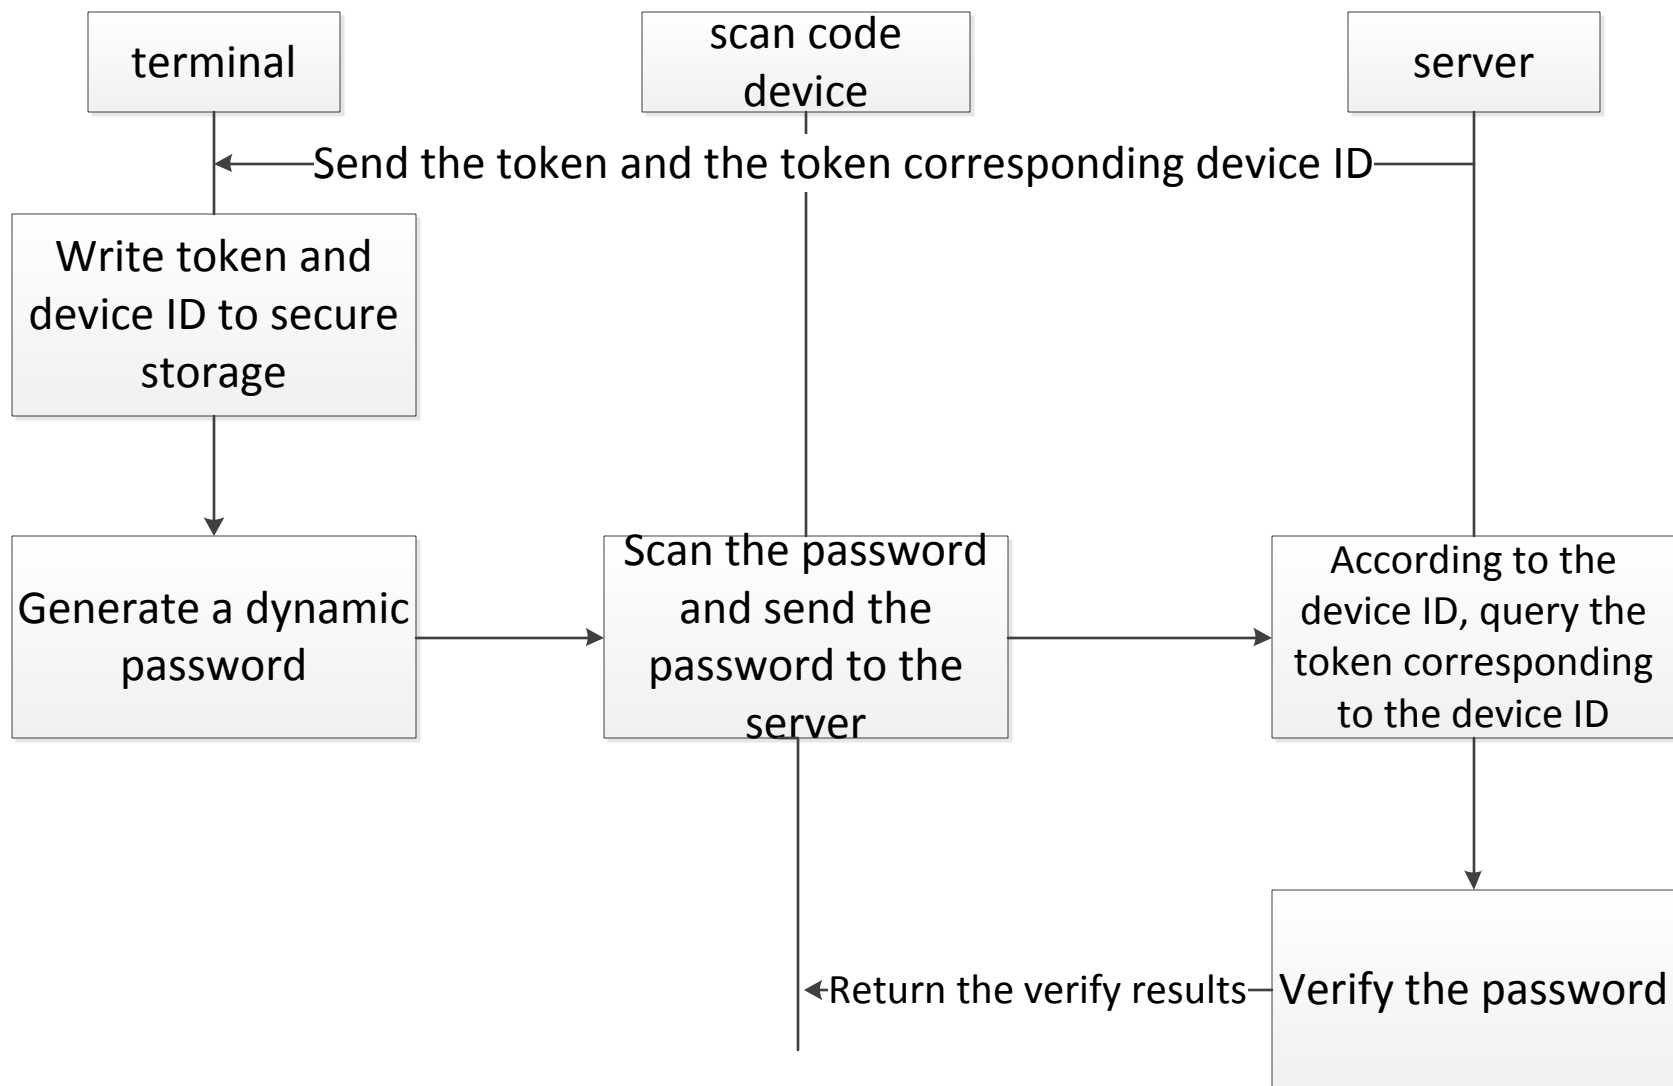 terminal
scan code
device
server
Send the token and the token corresponding device ID
Write token and
device ID to secure
storage
Generate a dynamic
password
Scan the password
and send the
password to the
server
According to the
device ID, query the
token corresponding
to the device ID
Return the verify results
Verify the password